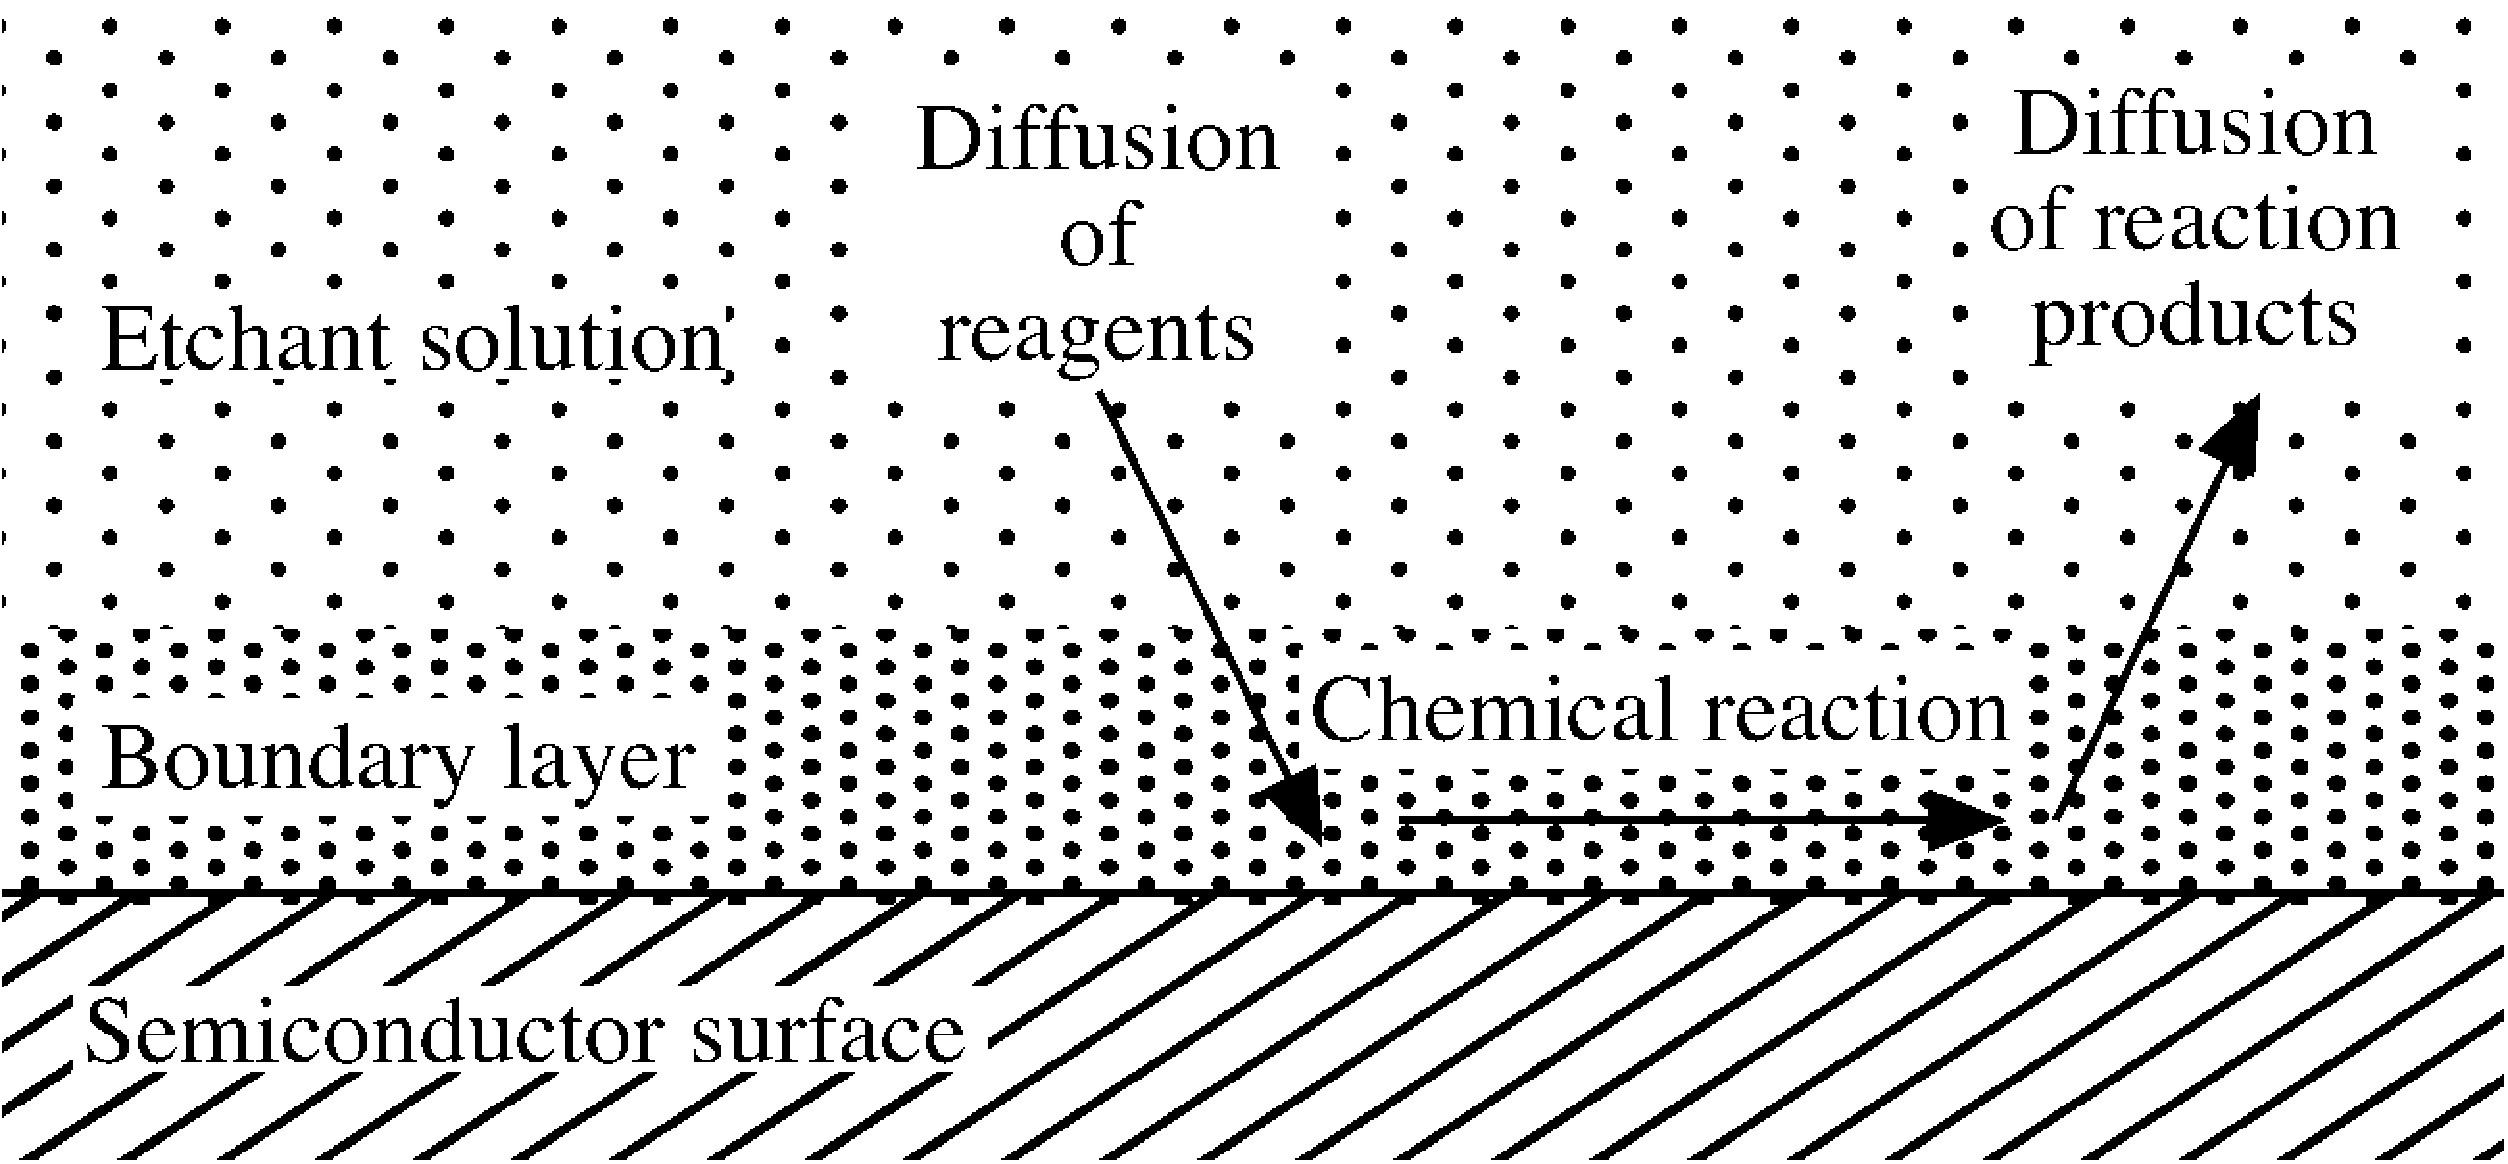 Diffusion
of
reagents
Diffusion
of reaction
products
Etchant solution
Chemical reaction
Boundary layer
Semiconductor surface